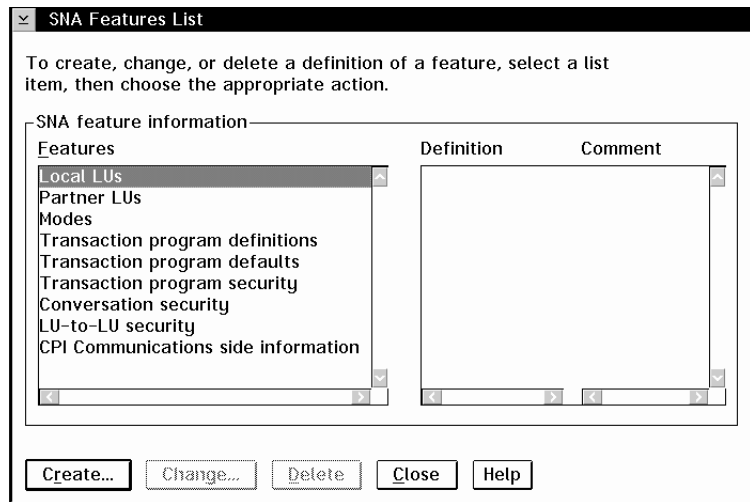 SNA Features List
To create, change, or delete a definition of a feature, select a list
item, then choose the appropriate action.
SNA feature information
Features Definition Comment
Local LUs
Partner LUs
Modes
Transaction program definitions
Transaction program defaults
Transaction program security
Conversation security
LU-to-LU security
CPI Communications side information
Create... Change... Delete Close Help